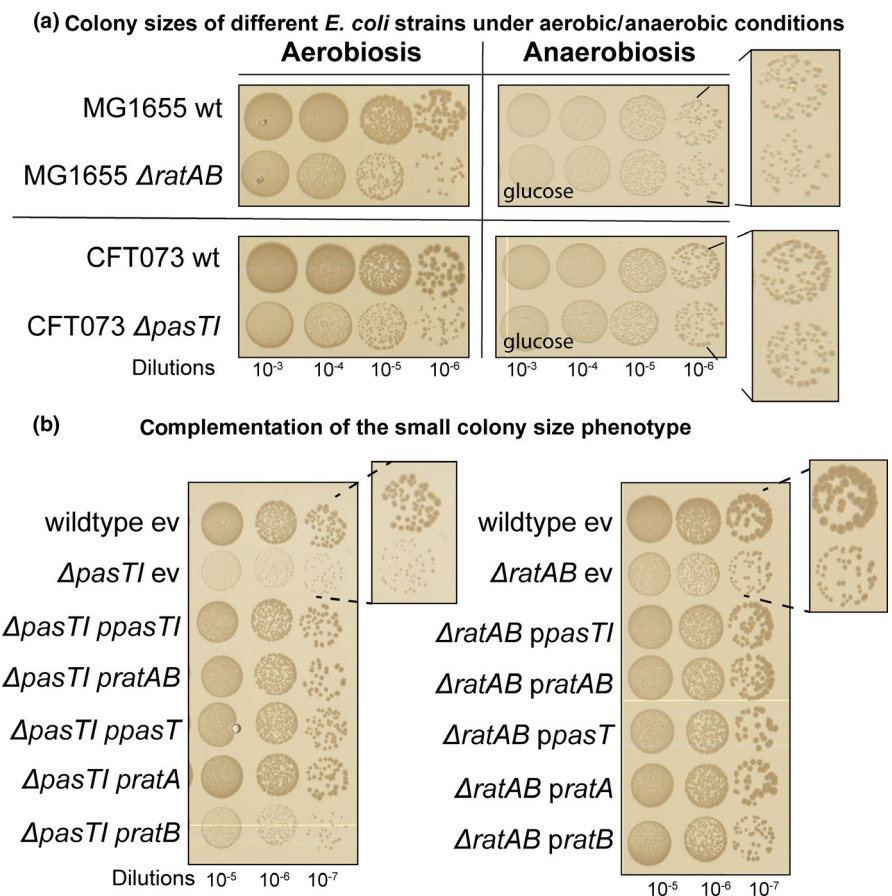 (a) Colony sizes of different E. coli strains under aerobic/anaerobic conditions
Aerobiosis
Anaerobiosis
MG1655 wt
MG1655 ΔratAB
glucose
CFT073 wt
CFT073 ΔpasTI
glucose
Dilutions 10-3 10-4 10-5 10-6 10-3 10-4 10-5 10-6
(b) Complementation of the small colony size phenotype
wildtype ev
ΔpasTI ev
ΔpasTI ppasTI
ΔpasTI pratAB
ΔpasTI ppasT
ΔpasTI pratA
ΔpasTI pratB
Dilutions 10-5 10-6 10-7
wildtype ev
ΔratAB ev
ΔratAB ppasTI
ΔratAB pratAB
ΔratAB ppasT
ΔratAB pratA
ΔratAB pratB
10-5 10-6 10-7